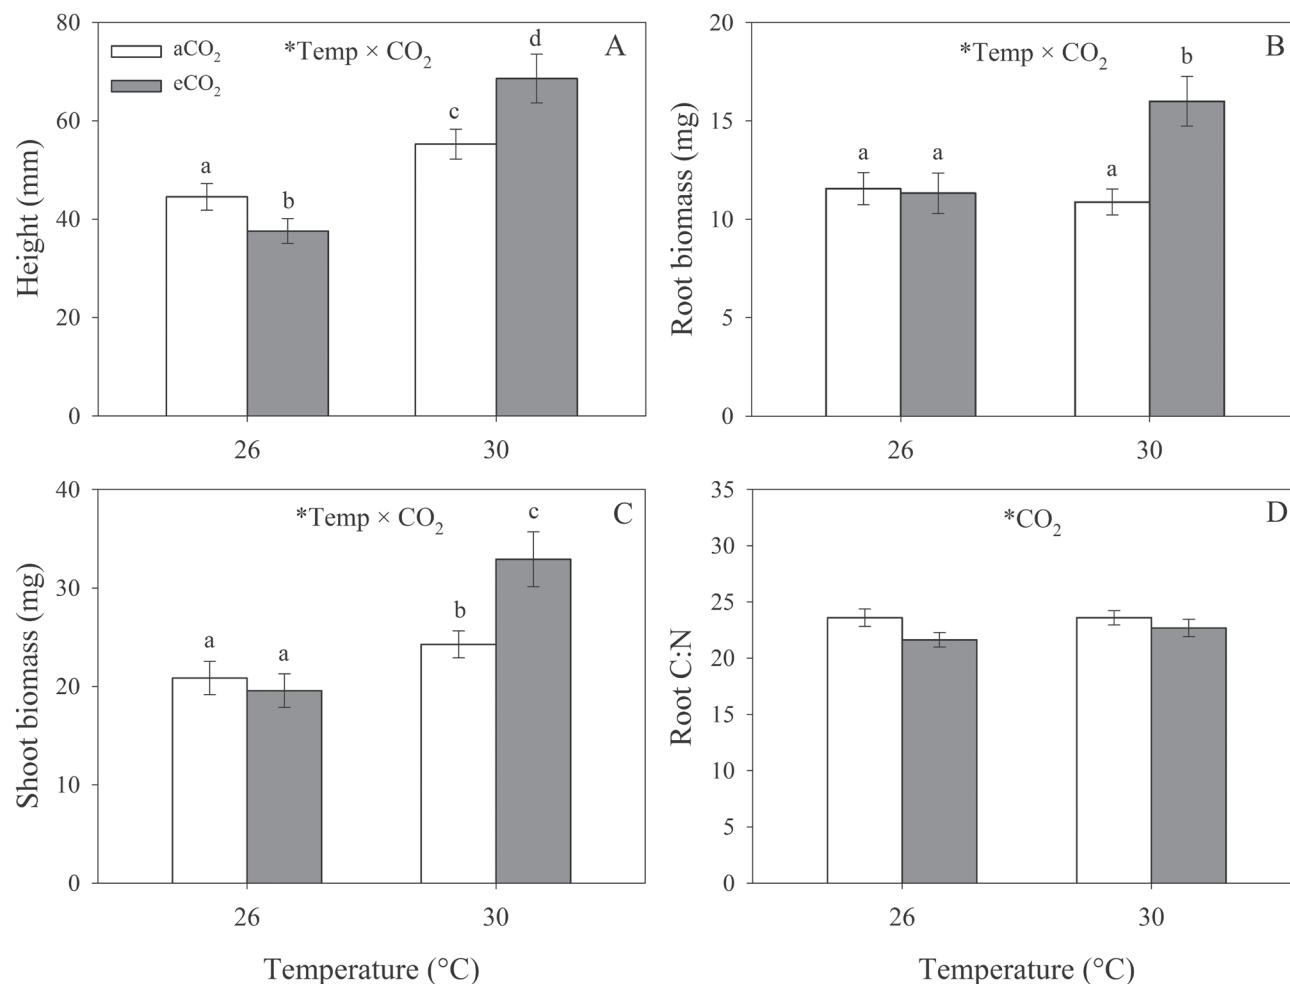 80
60
40
20
0
Height (mm)
aCO₂
eCO₂
*Temp × CO₂
A
a
b
c
d
26
30
20
15
10
5
0
Root biomass (mg)
*Temp × CO₂
B
a
a
a
b
26
30
40
30
20
10
0
Shoot biomass (mg)
*Temp × CO₂
C
a
a
b
c
26
30
Temperature (°C)
35
30
25
20
15
10
5
0
Root C:N
*CO₂
D
26
30
Temperature (°C)